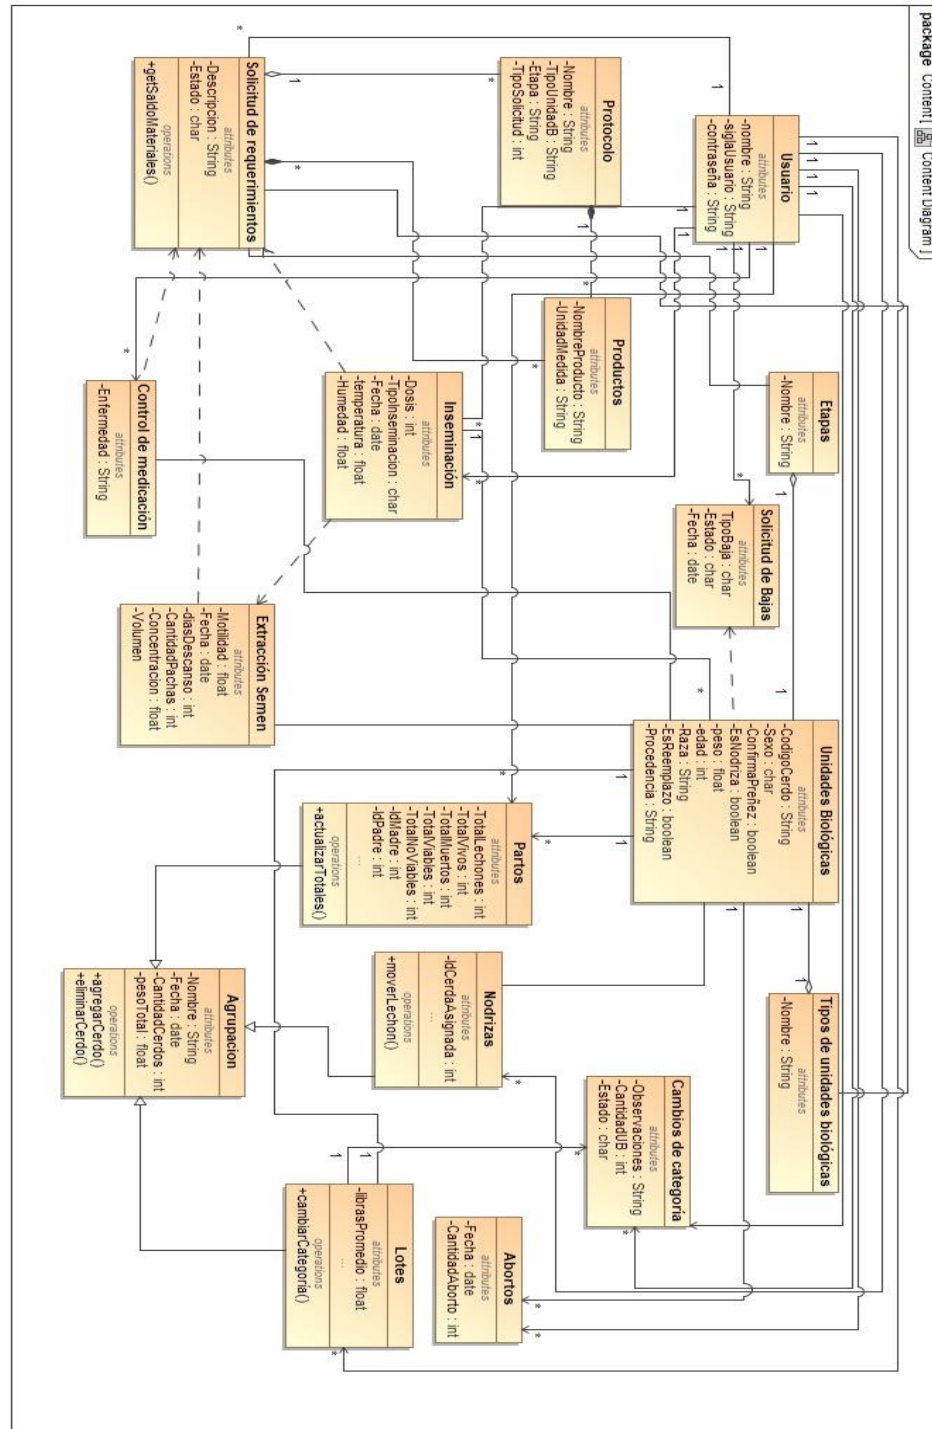 package Content[ Content Diagram ]
Usuario
attributes
-nombre : String
-siglaUsuario : String
-contraseña : String
Protocolo
attributes
-Nombre : String
-TipoUnidadB : String
-Etapa : String
-TipoSolicitud : int
Solicitud de requerimientos
attributes
-Descripcion : String
-Estado : char
operations
+getSaldoMateriales()
Etapas
attributes
-Nombre : String
Productos
attributes
-NombreProducto : String
-UnidadMedida : String
Inseminación
attributes
-Dosis : int
-TipoInseminacion : char
-Fecha : date
-temperatura : float
-Humedad : float
Control de medicación
attributes
-Enfermedad : String
Solicitud de Bajas
attributes
TipoBaja : char
-Estado : char
-Fecha : date
Extracción Semen
attributes
-Motilidad : float
-Fecha : date
-diasDescanso : int
-CantidadPachas : int
-Concentracion : float
-Volumen
Unidades Biológicas
attributes
-CodigoCerdo : String
-Sexo : char
-ConfirmaPreñez : boolean
-EsNodriza : boolean
-peso : float
-edad : int
-Raza : String
-EsReemplazo : boolean
-Procedencia : String
Partos
attributes
-TotalLechones : int
-TotalVivos : int
-TotalMuertos : int
-TotalViables : int
-TotalNoViables : int
-IdMadre : int
-IdPadre : int
...
operations
+actualizarTotales()
Tipos de unidades biológicas
attributes
-Nombre : String
Nodrizas
attributes
-IdCerdaAsignada : int
...
+moverLechon()
Agrupacion
attributes
-Nombre : String
-Fecha : date
-CantidadCerdos : int
-pesoTotal : float
operations
+agregarCerdo()
+eliminarCerdo()
Cambios de categoría
attributes
-Observaciones : String
-CantidadUB : int
-Estado : char
Abortos
attributes
-Fecha : date
-CantidadAborto : int
Lotes
attributes
-librasPromedio : float
...
operations
+cambiarCategoría()